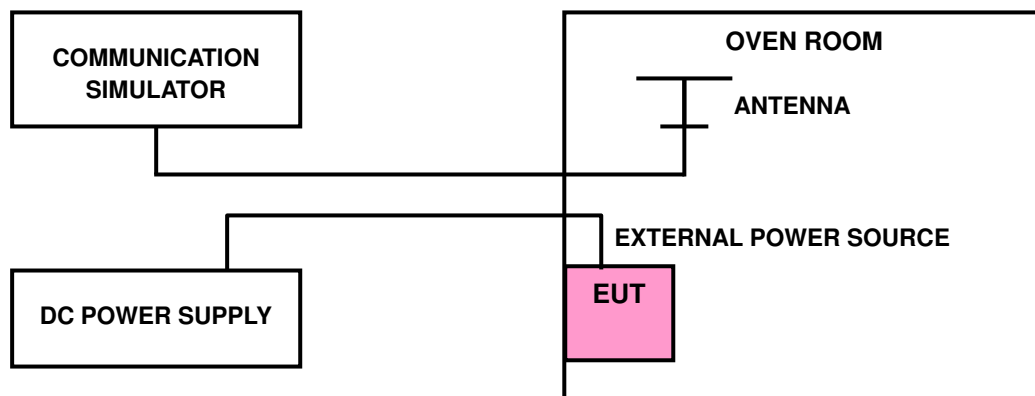 COMMUNICATION
SIMULATOR
OVEN ROOM
ANTENNA
EXTERNAL POWER SOURCE
DC POWER SUPPLY
EUT